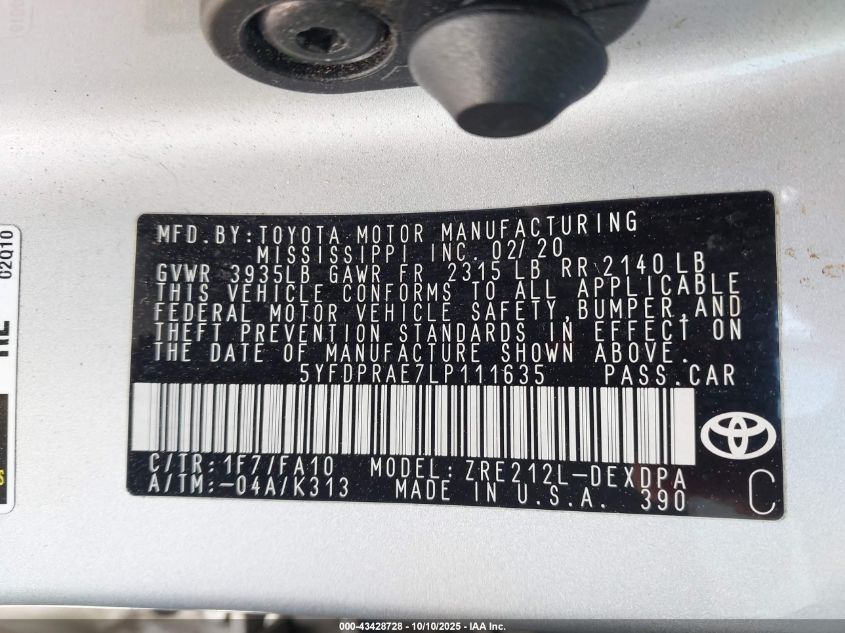 MFD.BY:TOYOTA MOTOR MANUFACTURING
MISSISSIPPI INC. 02/20
GVWR 3935LB GAWR FR 2315 LB RR 2140 LB
THIS VEHICLE CONFORMS TO ALL APPLICABLE
FEDERAL MOTOR VEHICLE SAFETY,BUMPER,AND
THEFT PREVENTION STANDARDS IN EFFECT ON
THE DATE OF MANUFACTURE SHOWN ABOVE.
5YFDPRAE7LP111635 PASS.CAR
C/TR:1F7/FA10 MODEL:ZRE212L-DEXDPA
A/TM:-04A/K313 MADE IN U.S.A. 390
C
02Q10
000-43428728 - 10/10/2025 - IAA Inc.